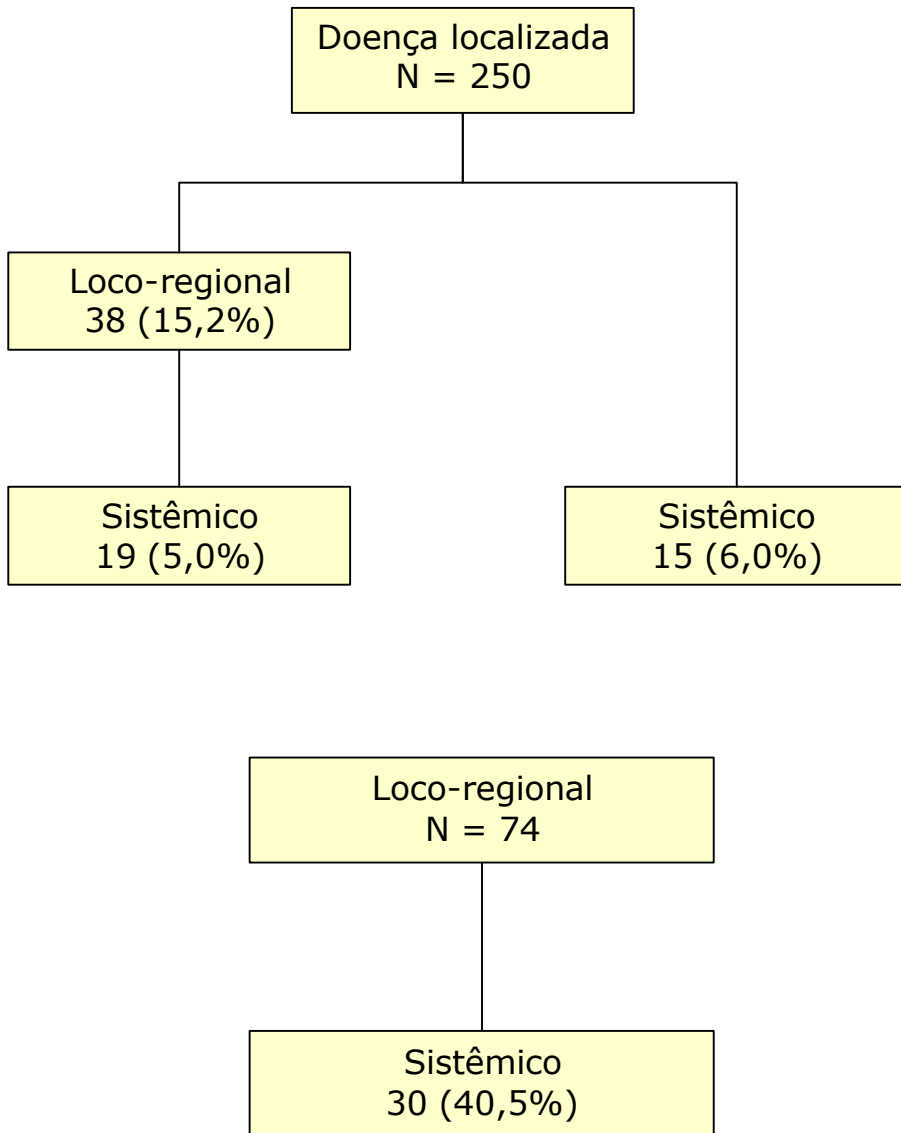 Doença localizada
N = 250
Loco-regional
38 (15,2%)
Sistêmico
19 (5,0%)
Sistêmico
15 (6,0%)
Loco-regional
N = 74
Sistêmico
30 (40,5%)